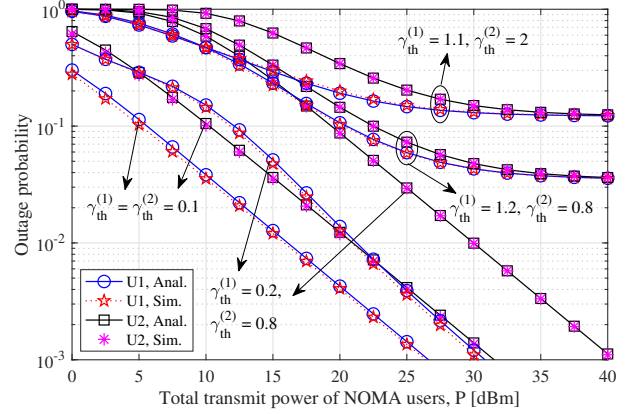 10^0
10^-1
10^-2
10^-3
Outage probability
γ_th^(1) = 1.1, γ_th^(2) = 2
γ_th^(1) = γ_th^(2) = 0.1
γ_th^(1) = 1.2, γ_th^(2) = 0.8
γ_th^(1) = 0.2,
γ_th^(2) = 0.8
U1, Anal.
U1, Sim.
U2, Anal.
U2, Sim.
0 5 10 15 20 25 30 35 40
Total transmit power of NOMA users, P [dBm]